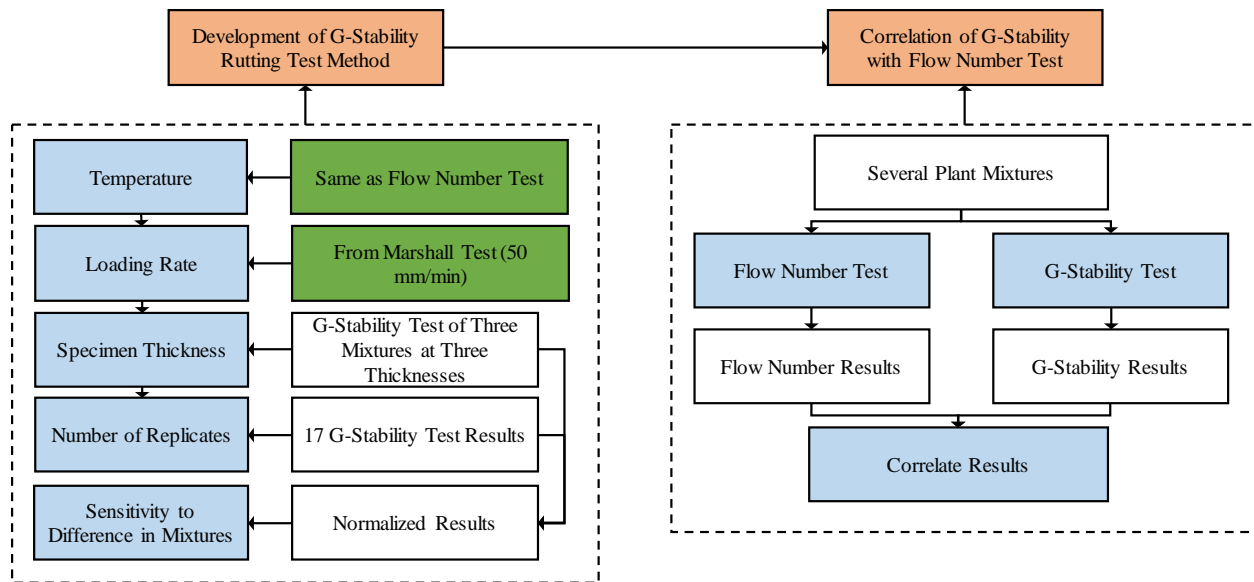 Development of G-Stability
Rutting Test Method
Correlation of G-Stability
with Flow Number Test
Temperature
Same as Flow Number Test
Loading Rate
From Marshall Test (50
mm/min)
Specimen Thickness
G-Stability Test of Three
Mixtures at Three
Thicknesses
Number of Replicates
17 G-Stability Test Results
Sensitivity to
Difference in Mixtures
Normalized Results
Several Plant Mixtures
Flow Number Test
G-Stability Test
Flow Number Results
G-Stability Results
Correlate Results